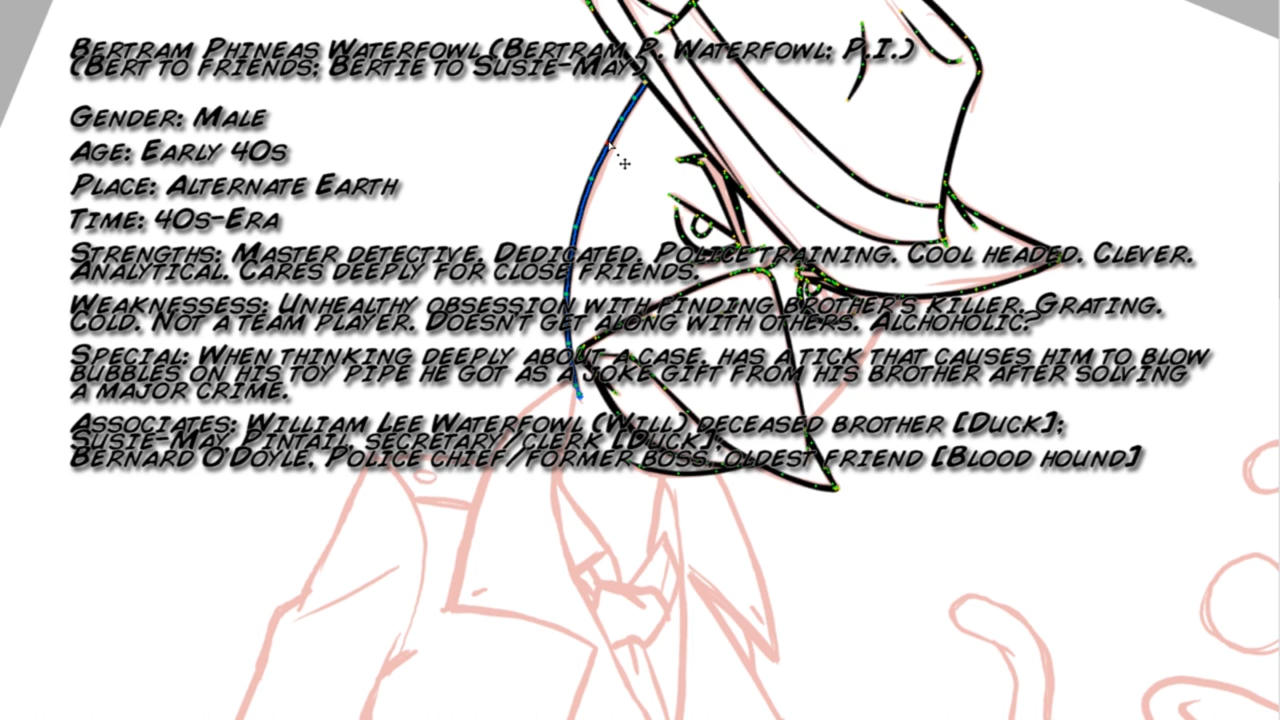 Bertram Phineas Waterfowl (Bertram P. Waterfowl; P.I.)
(Bert to friends; Bertie to Susie-May)
Gender: Male
Age: Early 40s
Place: Alternate Earth
Time: 40s-Era
Strengths: Master detective. Dedicated. Police training. Cool headed. Clever.
Analytical. Cares deeply for close friends.
Weaknessess: Unhealthy obsession with finding brother's killer. Grating.
Cold. Not a team player. Doesn't get along with others. Alchoholic?
Special: When thinking deeply about a case, has a tick that causes him to blow
bubbles on his toy pipe he got as a joke gift from his brother after solving
a major crime.
Associates: William Lee Waterfowl (Will) deceased brother [Duck];
Susie-May Pintail, secretary/clerk [Duck];
Bernard O'Doyle, Police chief/former boss, oldest friend [Blood hound]